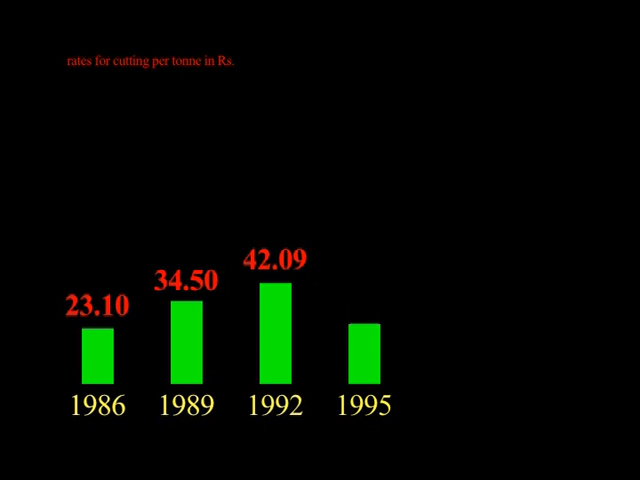 rates for cutting per tonne in Rs.
42.09
34.50
23.10
1986 1989 1992 1995